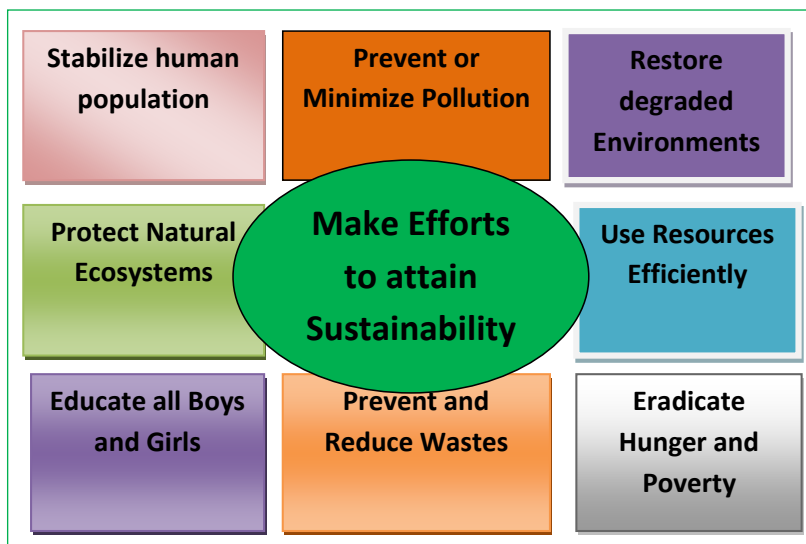 Stabilize human
population
Prevent or
Minimize Pollution
Restore
degraded
Environments
Protect Natural
Ecosystems
Make Efforts
to attain
Sustainability
Use Resources
Efficiently
Educate all Boys
and Girls
Prevent and
Reduce Wastes
Eradicate
Hunger and
Poverty